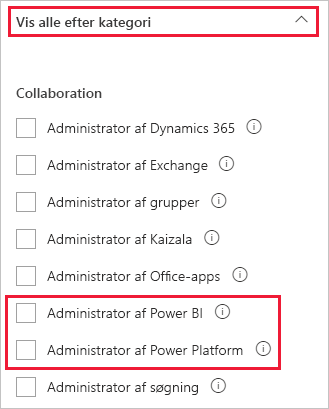 Vis alle efter kategori
Collaboration
Administrator af Dynamics 365
Administrator af Exchange
Administrator af grupper
Administrator af Kaizala
Administrator af Office-apps
Administrator af Power BI
Administrator af Power Platform
Administrator af søgning